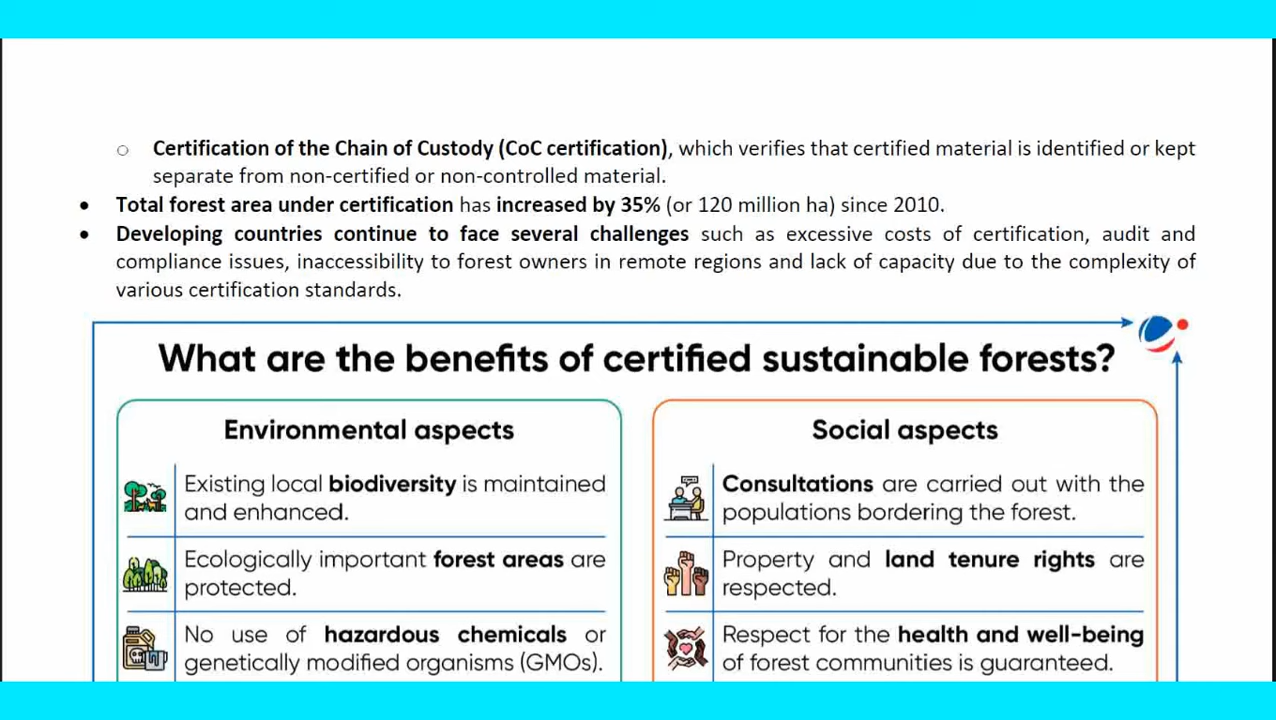 ○ Certification of the Chain of Custody (CoC certification), which verifies that certified material is identified or kept
separate from non-certified or non-controlled material.
• Total forest area under certification has increased by 35% (or 120 million ha) since 2010.
• Developing countries continue to face several challenges such as excessive costs of certification, audit and
compliance issues, inaccessibility to forest owners in remote regions and lack of capacity due to the complexity of
various certification standards.
What are the benefits of certified sustainable forests?
Environmental aspects
Existing local biodiversity is maintained
and enhanced.
Ecologically important forest areas are
protected.
No use of hazardous chemicals or
genetically modified organisms (GMOs).
Social aspects
Consultations are carried out with the
populations bordering the forest.
Property and land tenure rights are
respected.
Respect for the health and well-being
of forest communities is guaranteed.